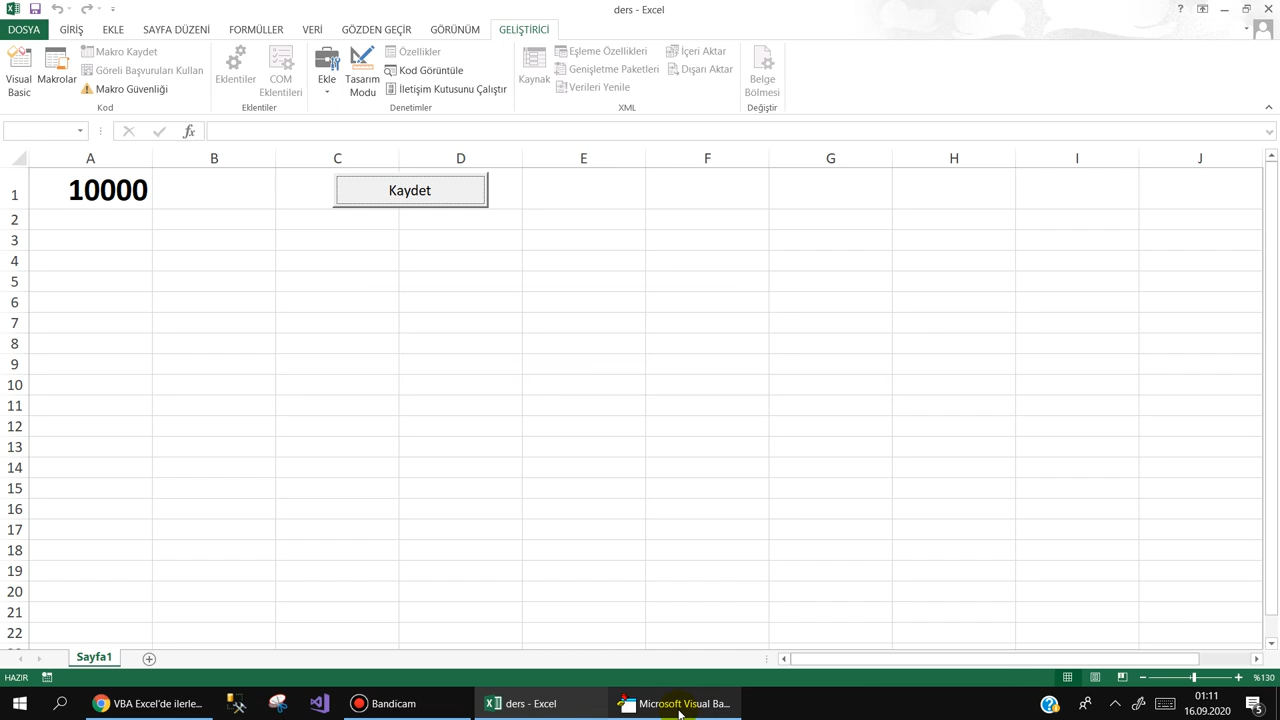 ders - Excel
DOSYA GİRİŞ EKLE SAYFA DÜZENİ FORMÜLLER VERİ GÖZDEN GEÇİR GÖRÜNÜM GELİŞTİRİCİ
Visual Basic
Makrolar
Makro Kaydet
Göreli Başvuruları Kullan
Makro Güvenliği
Kod
Eklentiler
COM Eklentileri
Eklentiler
Ekle
Tasarım Modu
Özellikler
Kod Görüntüle
İletişim Kutusunu Çalıştır
Denetimler
Kaynak
Eşleme Özellikleri
Genişletme Paketleri
Verileri Yenile
İçeri Aktar
Dışarı Aktar
XML
Belge Bölmesi
Değiştir
fx
A B C D E F G H I J
1 10000 Kaydet
2
3
4
5
6
7
8
9
10
11
12
13
14
15
16
17
18
19
20
21
22
Sayfa1
HAZIR %130
VBA Excel'de ilerle... Bandicam ders - Excel Microsoft Visual Ba... 01:11
16.09.2020 5